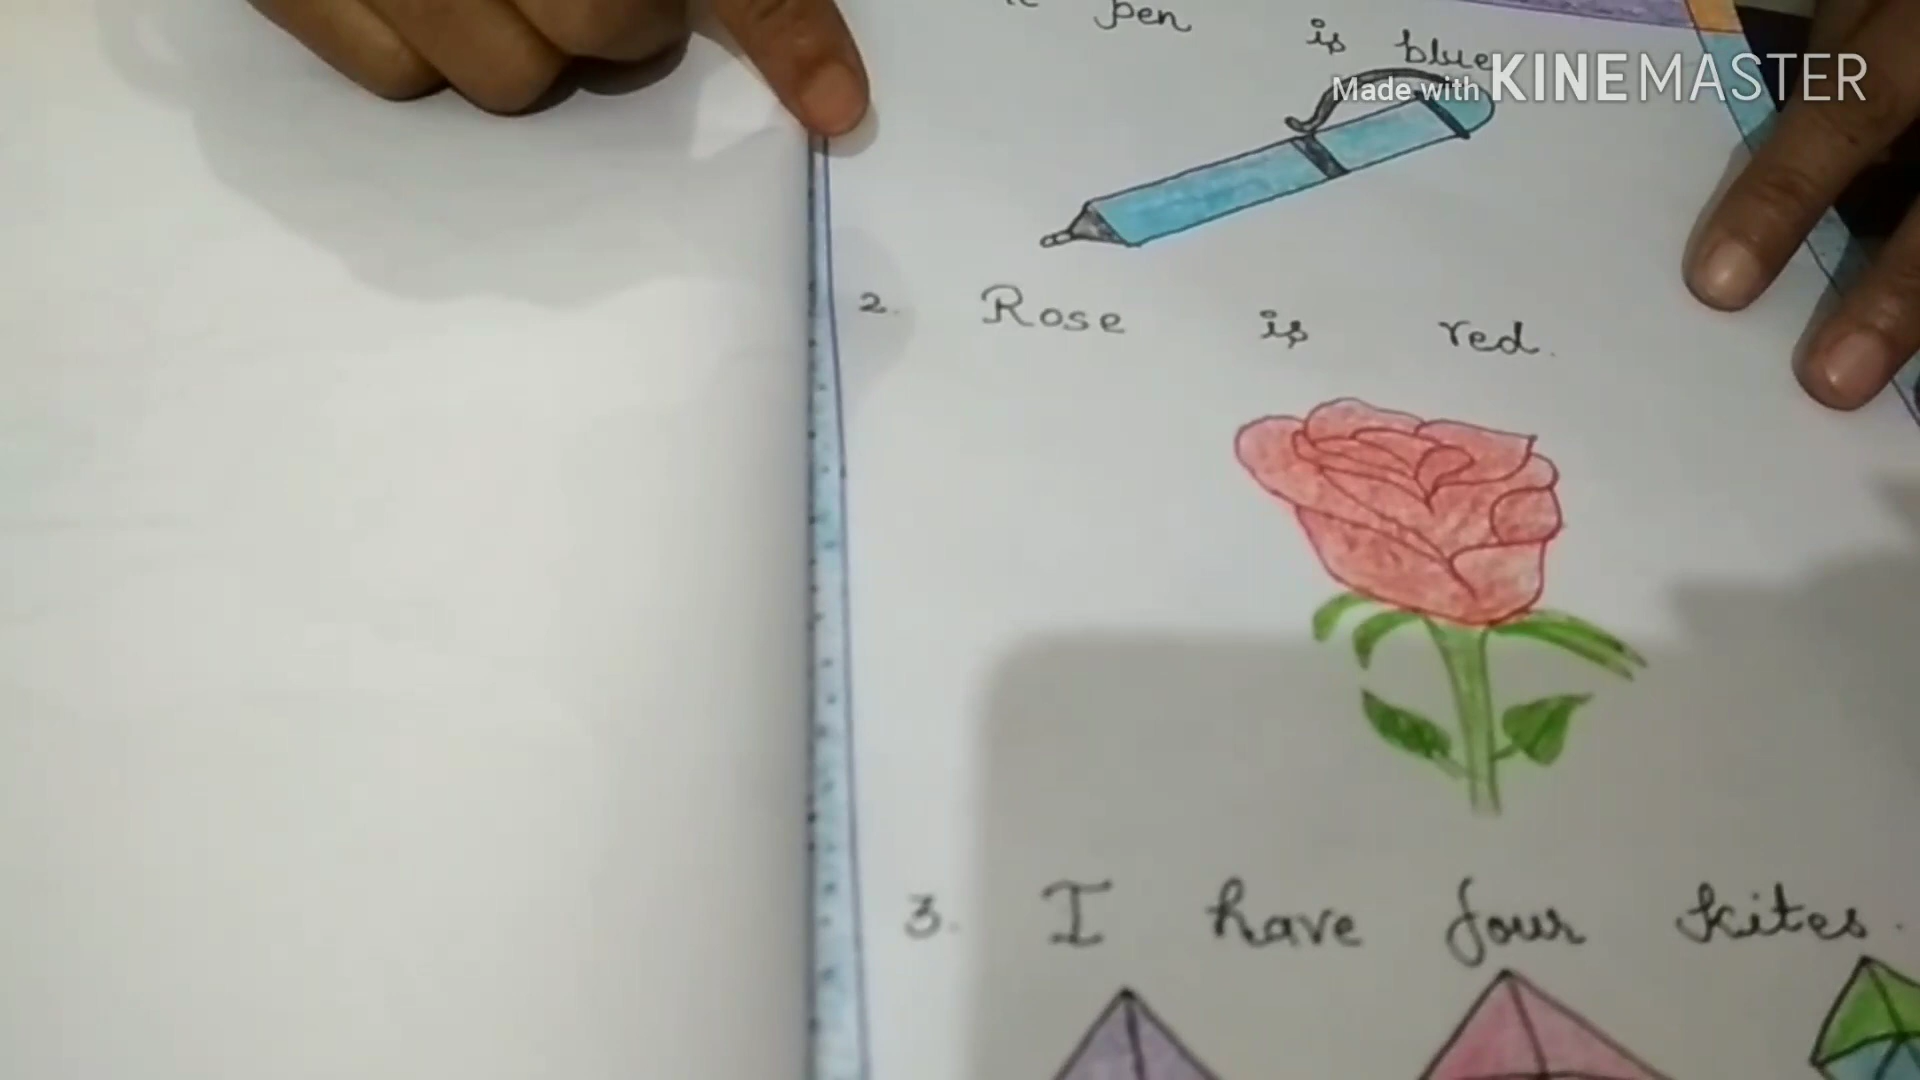 pen is blue
Made with KINEMASTER
2. Rose is red.
3. I have four kites.